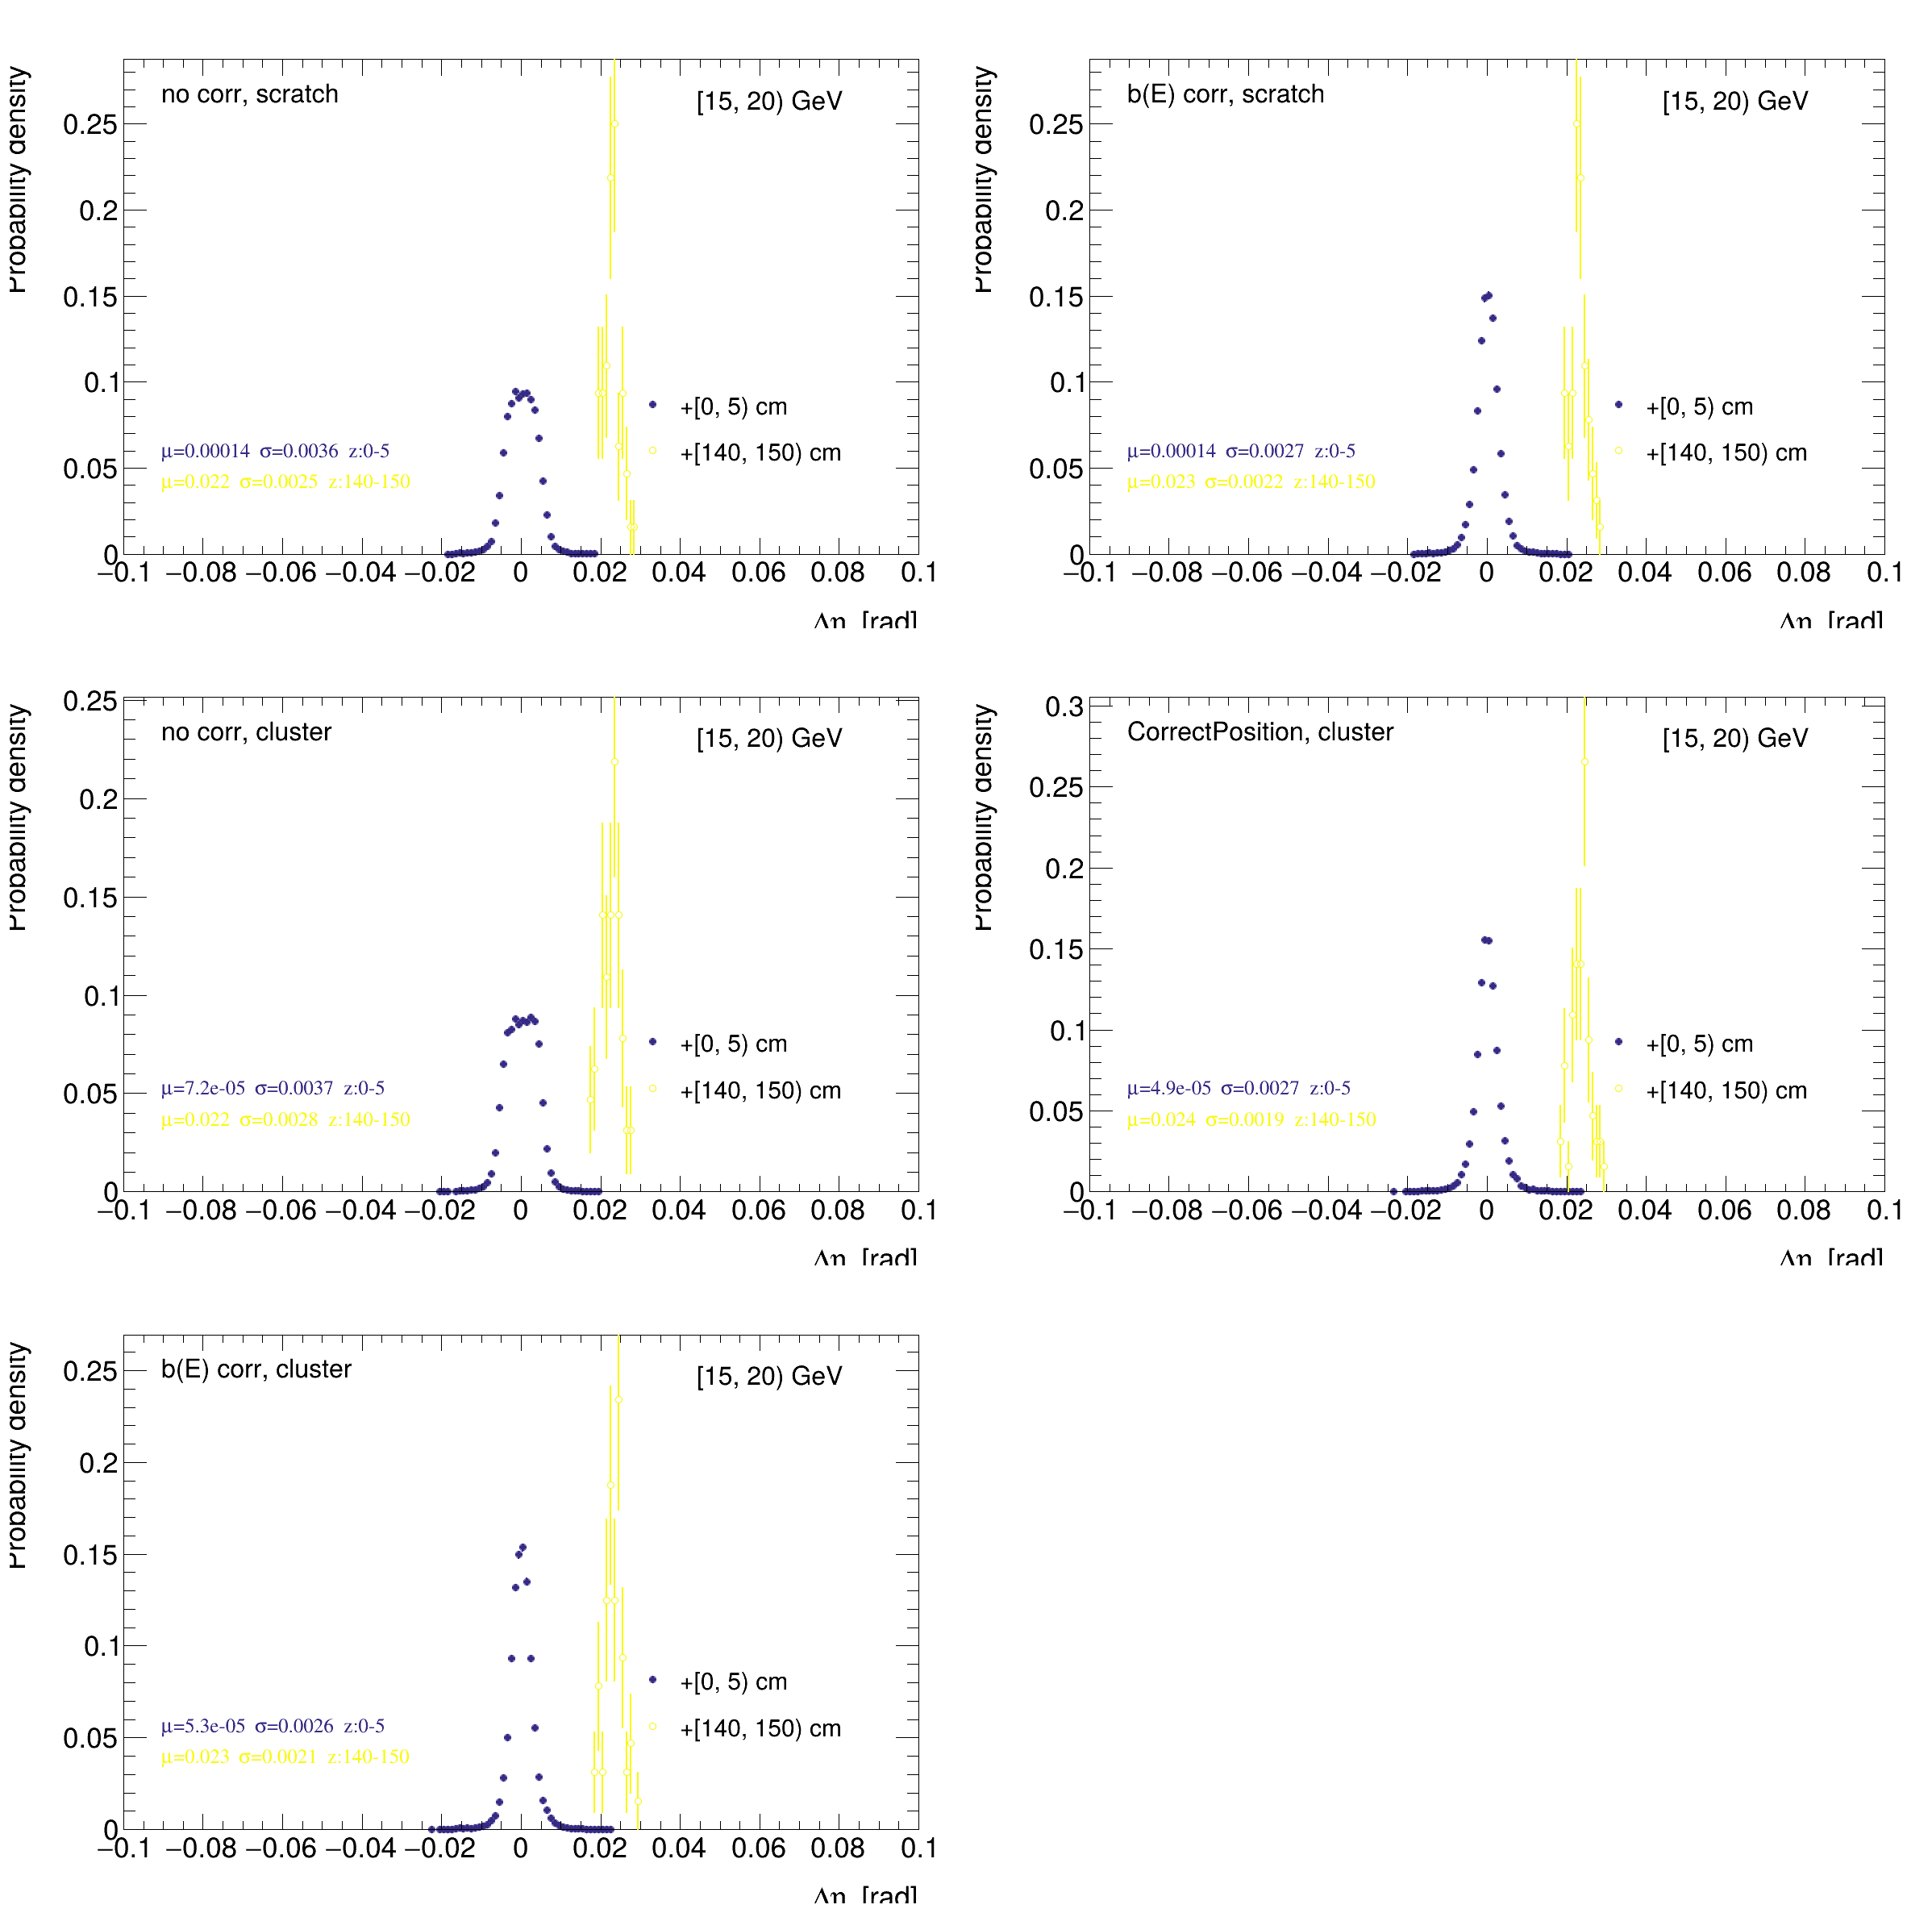 Probability density
no corr, scratch
[15, 20) GeV
0.25
0.2
0.15
0.1
0.05
0
+[0, 5) cm
+[140, 150) cm
μ=0.00014 σ=0.0036 z:0-5
μ=0.022 σ=0.0025 z:140-150
−0.1 −0.08 −0.06 −0.04 −0.02 0 0.02 0.04 0.06 0.08 0.1
Δη [rad]
Probability density
b(E) corr, scratch
[15, 20) GeV
0.25
0.2
0.15
0.1
0.05
0
+[0, 5) cm
+[140, 150) cm
μ=0.00014 σ=0.0027 z:0-5
μ=0.023 σ=0.0022 z:140-150
−0.1 −0.08 −0.06 −0.04 −0.02 0 0.02 0.04 0.06 0.08 0.1
Δη [rad]
Probability density
no corr, cluster
[15, 20) GeV
0.25
0.2
0.15
0.1
0.05
0
+[0, 5) cm
+[140, 150) cm
μ=7.2e-05 σ=0.0037 z:0-5
μ=0.022 σ=0.0028 z:140-150
−0.1 −0.08 −0.06 −0.04 −0.02 0 0.02 0.04 0.06 0.08 0.1
Δη [rad]
Probability density
CorrectPosition, cluster
[15, 20) GeV
0.3
0.25
0.2
0.15
0.1
0.05
0
+[0, 5) cm
+[140, 150) cm
μ=4.9e-05 σ=0.0027 z:0-5
μ=0.024 σ=0.0019 z:140-150
−0.1 −0.08 −0.06 −0.04 −0.02 0 0.02 0.04 0.06 0.08 0.1
Δη [rad]
Probability density
b(E) corr, cluster
[15, 20) GeV
0.25
0.2
0.15
0.1
0.05
0
+[0, 5) cm
+[140, 150) cm
μ=5.3e-05 σ=0.0026 z:0-5
μ=0.023 σ=0.0021 z:140-150
−0.1 −0.08 −0.06 −0.04 −0.02 0 0.02 0.04 0.06 0.08 0.1
Δη [rad]